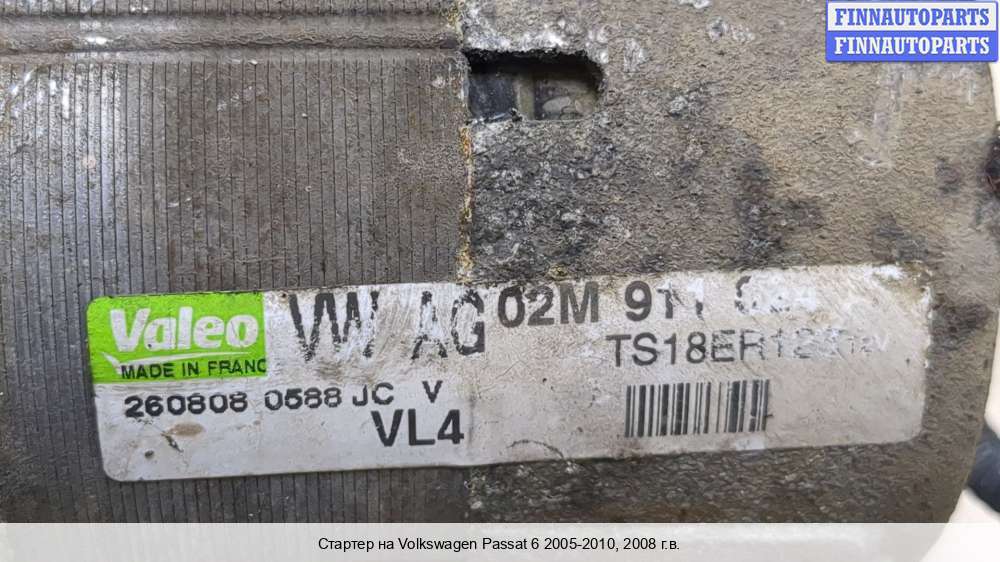 FINNAUTOPARTS
FINNAUTOPARTS
Valeo
MADE IN FRANC
VW AG 02M 911
260808 0588 JC V
VL4
Стартер на Volkswagen Passat 6 2005-2010, 2008 г.в.